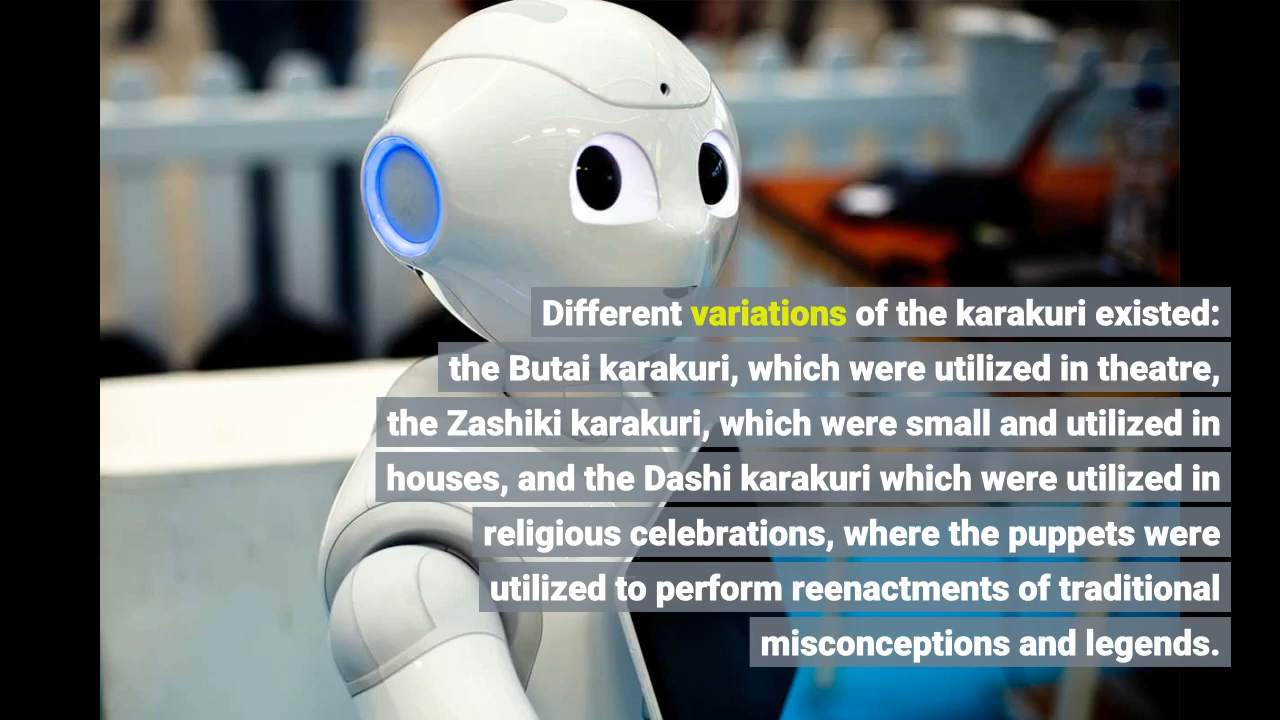 Different variations of the karakuri existed:
the Butai karakuri, which were utilized in theatre,
the Zashiki karakuri, which were small and utilized in
houses, and the Dashi karakuri which were utilized in
religious celebrations, where the puppets were
utilized to perform reenactments of traditional
misconceptions and legends.